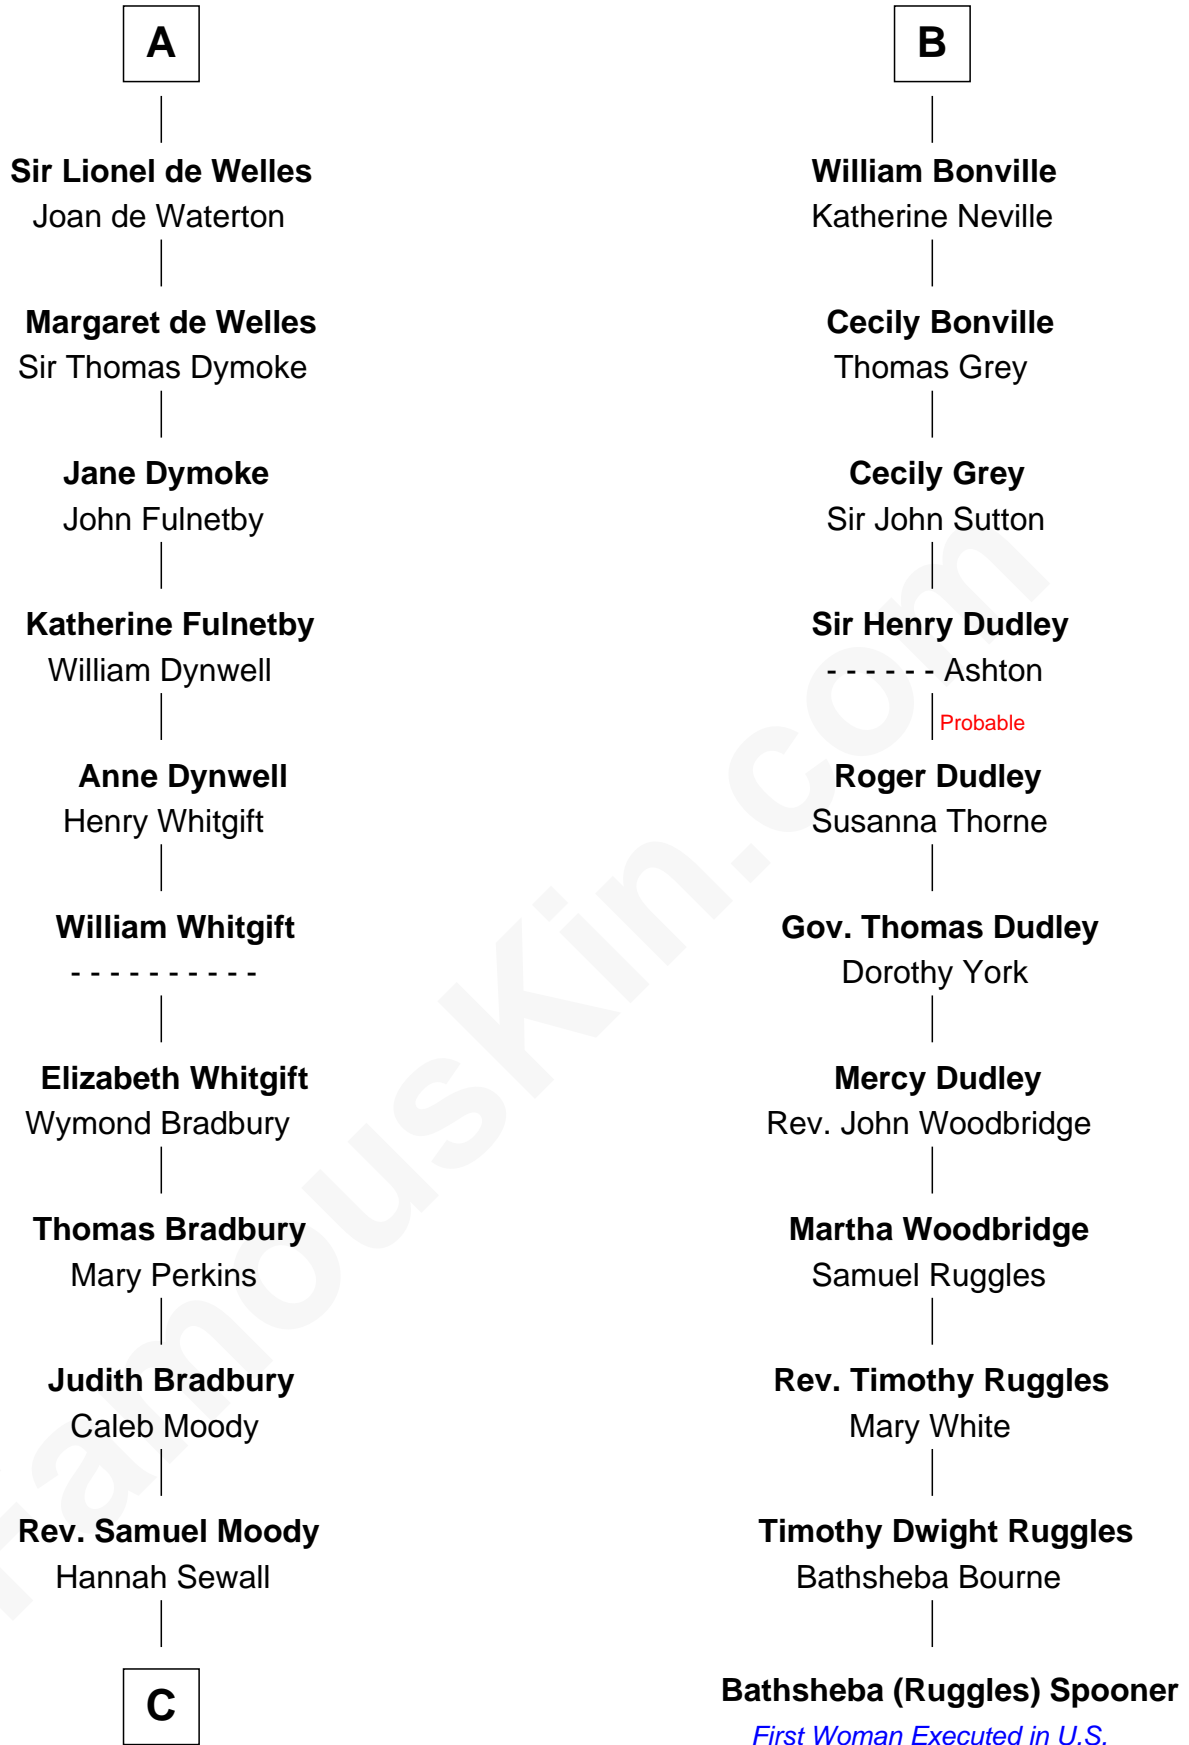 A
Sir Lionel de Welles
Joan de Waterton
Margaret de Welles
Sir Thomas Dymoke
Jane Dymoke
John Fulnetby
Katherine Fulnetby
William Dynwell
Anne Dynwell
Henry Whitgift
William Whitgift
- - - - - - - - - -
Elizabeth Whitgift
Wymond Bradbury
Thomas Bradbury
Mary Perkins
Judith Bradbury
Caleb Moody
Rev. Samuel Moody
Hannah Sewall
C
B
William Bonville
Katherine Neville
Cecily Bonville
Thomas Grey
Cecily Grey
Sir John Sutton
Sir Henry Dudley
- - - - - - Ashton
Probable
Roger Dudley
Susanna Thorne
Gov. Thomas Dudley
Dorothy York
Mercy Dudley
Rev. John Woodbridge
Martha Woodbridge
Samuel Ruggles
Rev. Timothy Ruggles
Mary White
Timothy Dwight Ruggles
Bathsheba Bourne
Bathsheba (Ruggles) Spooner
First Woman Executed in U.S.
FamousKin.com